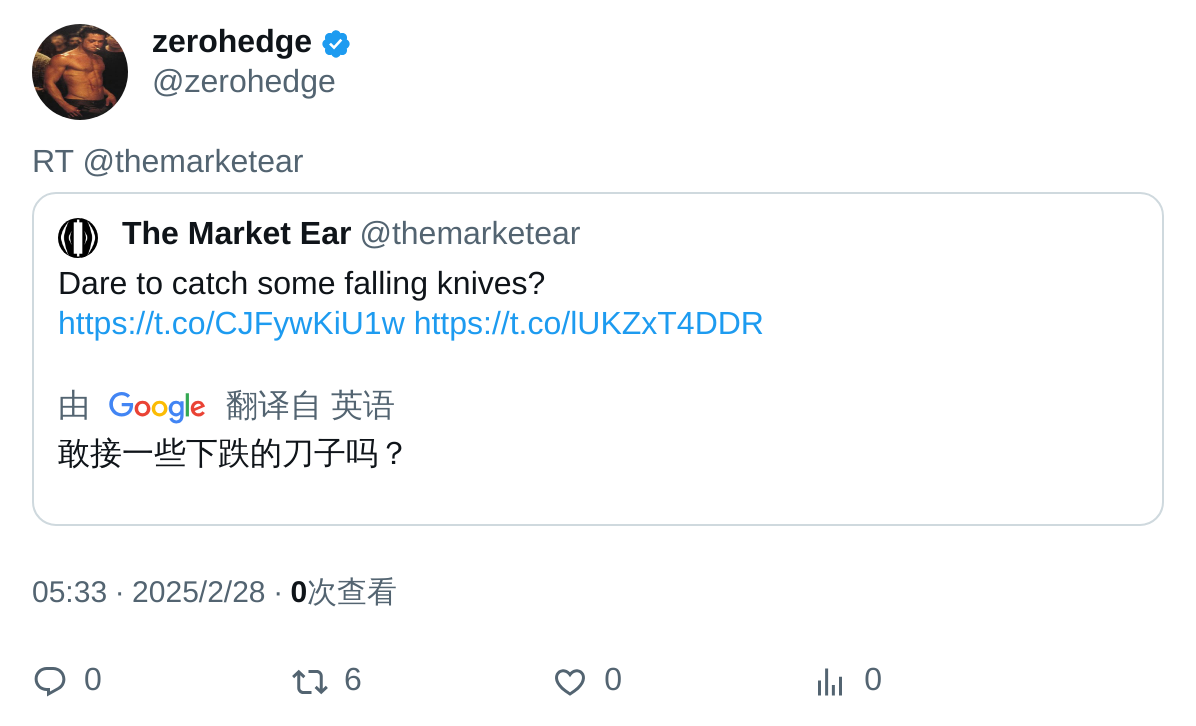 zerohedge
@zerohedge
RT @themarketear
The Market Ear @themarketear
Dare to catch some falling knives?
https://t.co/CJFywKiU1w https://t.co/lUKZxT4DDR
由 Google 翻译自 英语
敢接一些下跌的刀子吗？
05:33 · 2025/2/28 · 0次查看
0 6 0 0